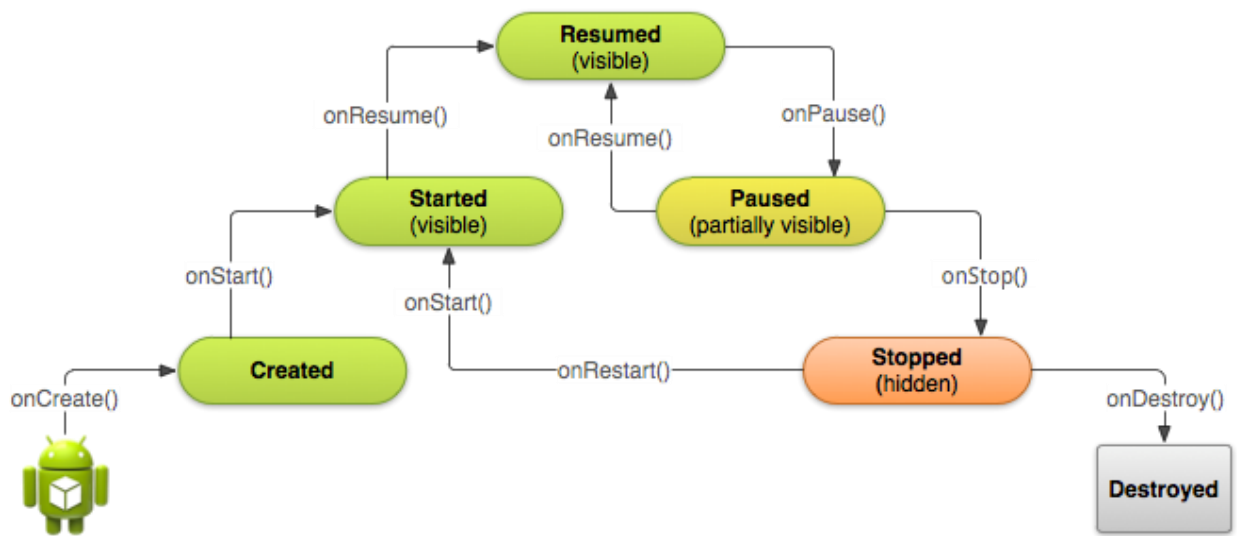 Resumed
(visible)
onResume()
onResume()
onPause()
Started
(visible)
Paused
(partially visible)
onStart()
onStart()
onStop()
Created
onRestart()
Stopped
(hidden)
onCreate()
onDestroy()
Destroyed